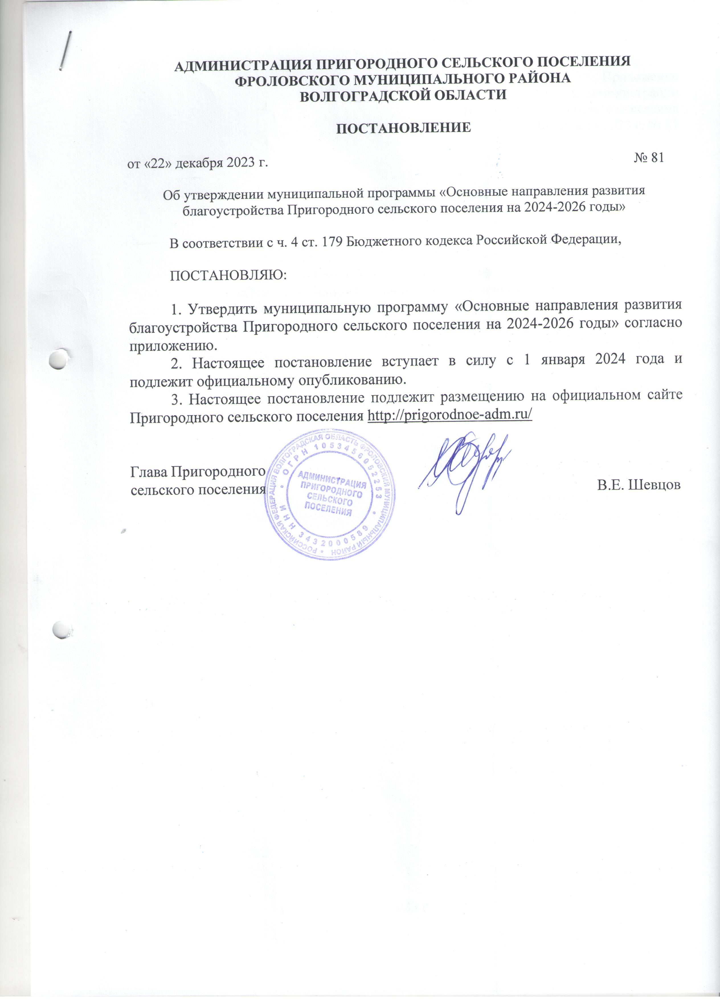 АДМИНИСТРАЦИЯ ПРИГОРОДНОГО СЕЛЬСКОГО ПОСЕЛЕНИЯ
ФРОЛОВСКОГО МУНИЦИПАЛЬНОГО РАЙОНА
ВОЛГОГРАДСКОЙ ОБЛАСТИ
ПОСТАНОВЛЕНИЕ
от «22» декабря 2023 г. № 81
Об утверждении муниципальной программы «Основные направления развития
благоустройства Пригородного сельского поселения на 2024-2026 годы»
В соответствии с ч. 4 ст. 179 Бюджетного кодекса Российской Федерации,
ПОСТАНОВЛЯЮ:
1. Утвердить муниципальную программу «Основные направления развития
благоустройства Пригородного сельского поселения на 2024-2026 годы» согласно
приложению.
2. Настоящее постановление вступает в силу с 1 января 2024 года и
подлежит официальному опубликованию.
3. Настоящее постановление подлежит размещению на официальном сайте
Пригородного сельского поселения http://prigorodnoe-adm.ru/
Глава Пригородного
сельского поселения В.Е. Шевцов
РОССИЙСКАЯ ФЕДЕРАЦИЯ ВОЛГОГРАДСКАЯ ОБЛАСТЬ ФРОЛОВСКИЙ МУНИЦИПАЛЬНЫЙ РАЙОН
ОГРН 1053456052253
ИНН 3432000589
АДМИНИСТРАЦИЯ
ПРИГОРОДНОГО
СЕЛЬСКОГО
ПОСЕЛЕНИЯ